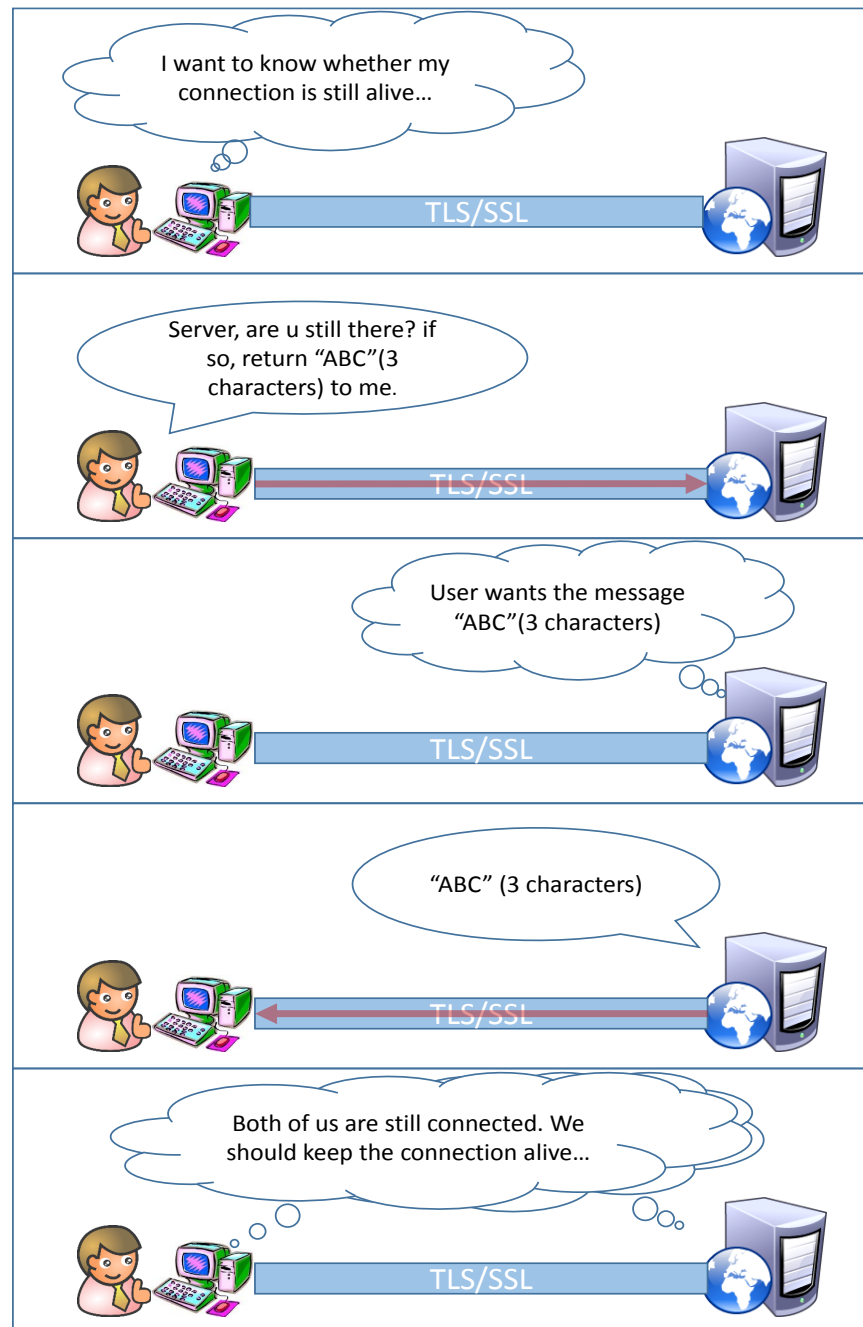 I want to know whether my
connection is still alive…
TLS/SSL
Server, are u still there? if
so, return “ABC”(3
characters) to me.
TLS/SSL
User wants the message
“ABC”(3 characters)
TLS/SSL
“ABC” (3 characters)
TLS/SSL
Both of us are still connected. We
should keep the connection alive…
TLS/SSL